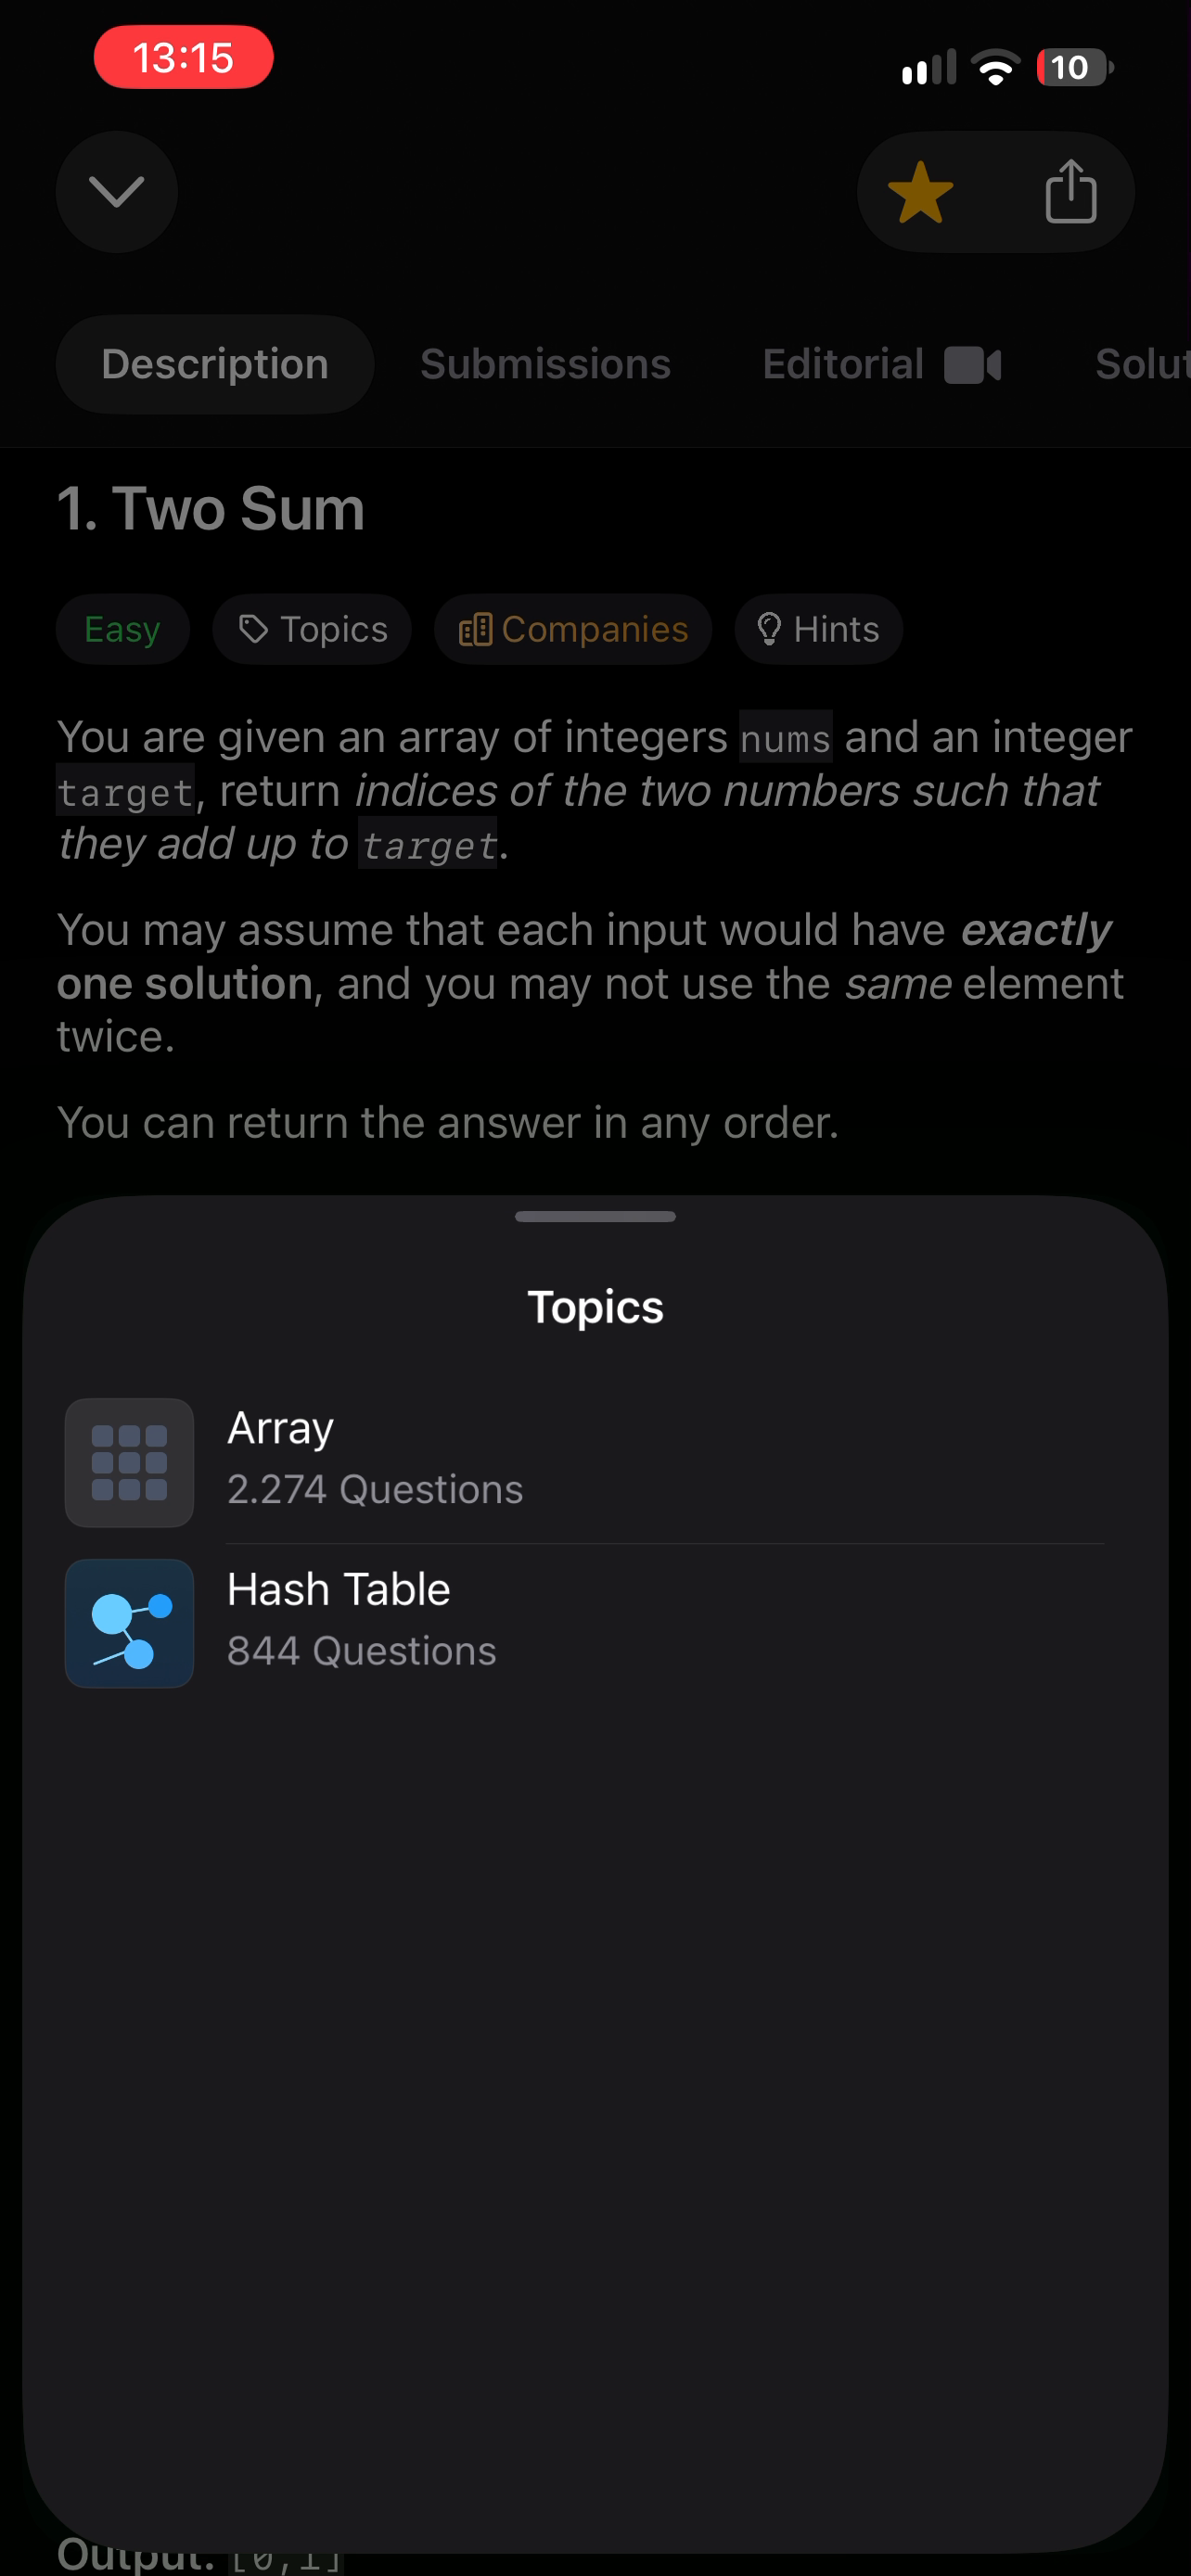 13:15
10
Description Submissions Editorial Solut
1. Two Sum
Easy Topics Companies Hints
You are given an array of integers nums and an integer
target, return indices of the two numbers such that
they add up to target.
You may assume that each input would have exactly
one solution, and you may not use the same element
twice.
You can return the answer in any order.
Topics
Array
2.274 Questions
Hash Table
844 Questions
Output: [0,1]